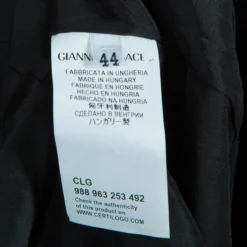 GIANN 44 ACE
FABBRICATA IN UNGHERIA
MADE IN HUNGARY
FABRIQUE EN HONGRIE
HECHO EN HUNGRIA
FABRICADO NA HUNGRIA
匈牙利制造
СДЕЛАНО В ВЕНГРИИ
ハンガリー製
CLG
988 963 253 492
Check the authenticity
of this product on
WWW.CERTILOGO.COM